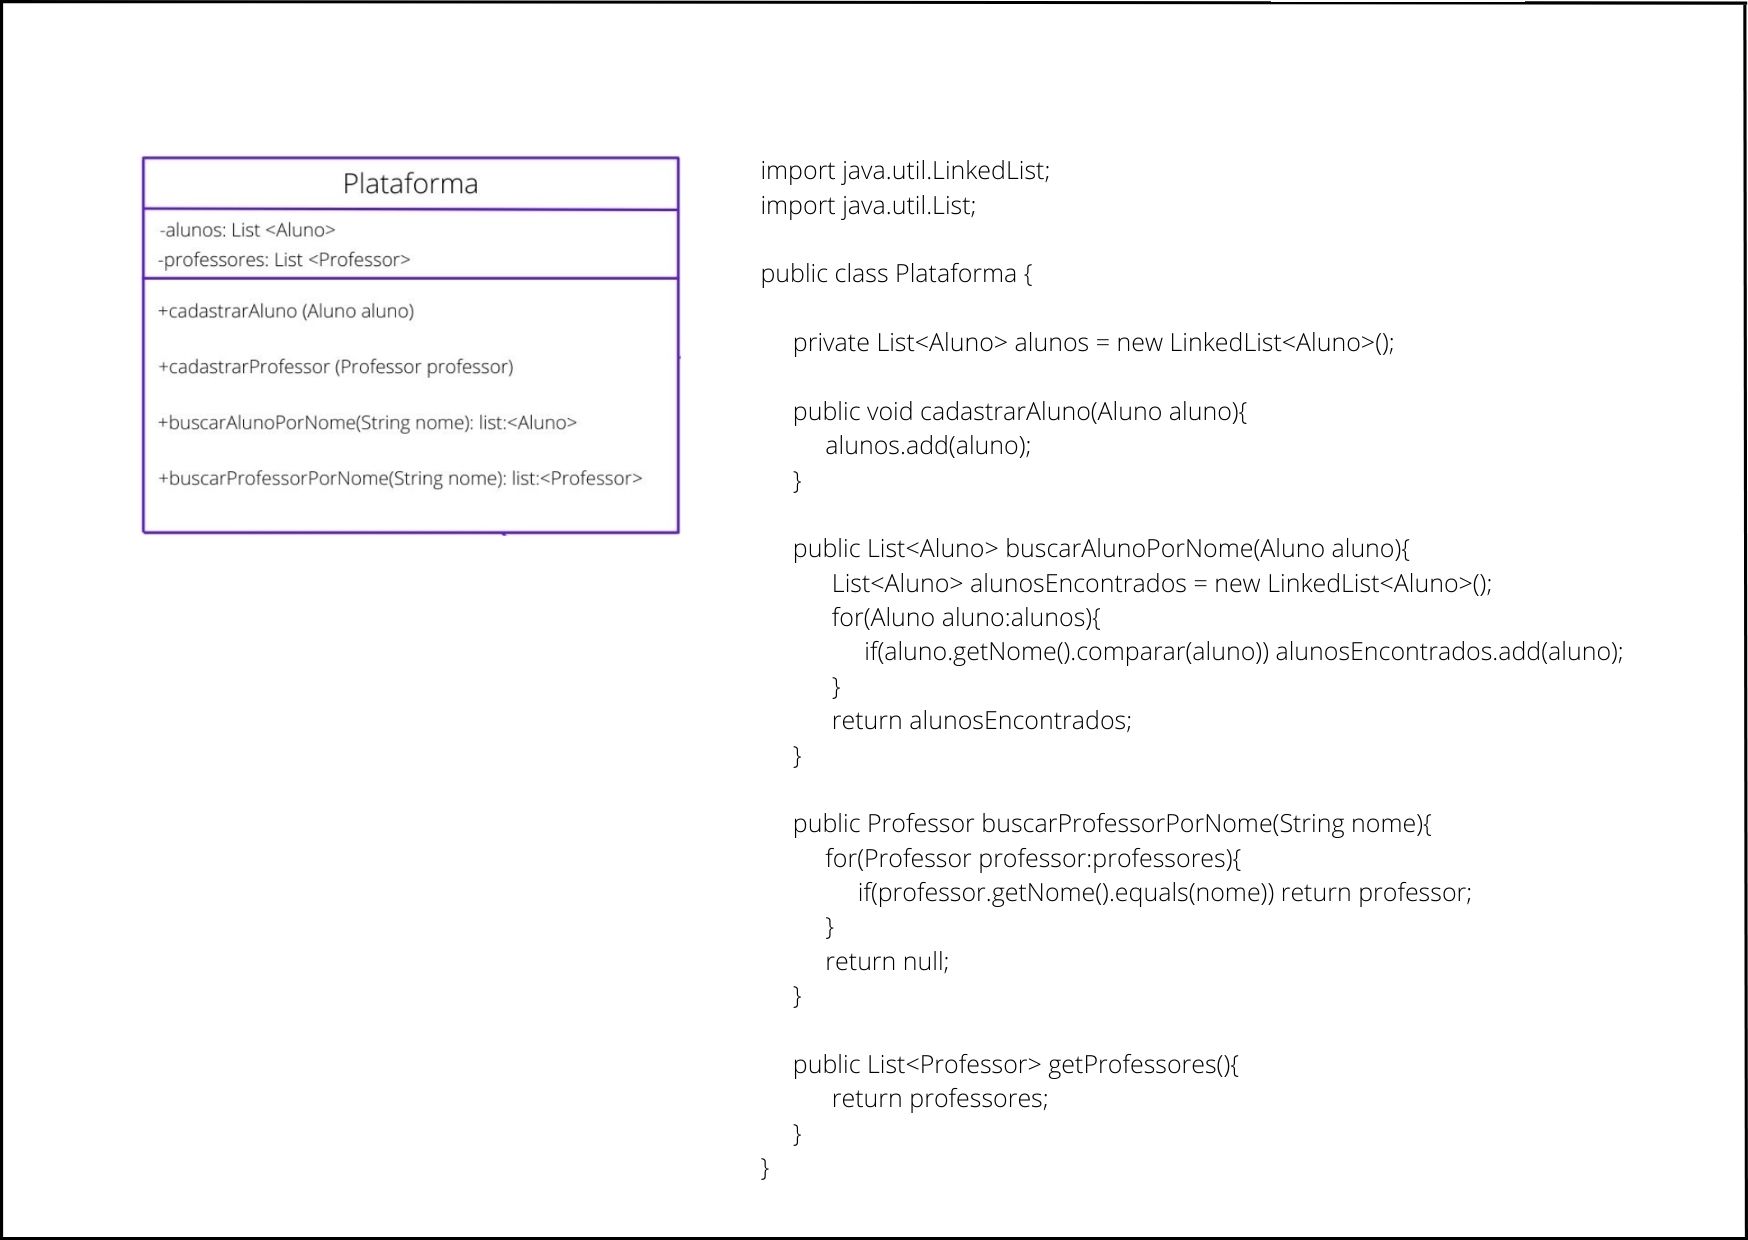 Plataforma
-alunos: List <Aluno>
-professores: List <Professor>
+cadastrarAluno (Aluno aluno)
+cadastrarProfessor (Professor professor)
+buscarAlunoPorNome(String nome): list:<Aluno>
+buscarProfessorPorNome(String nome): list:<Professor>
import java.util.LinkedList;
import java.util.List;
public class Plataforma {
private List<Aluno> alunos = new LinkedList<Aluno>();
public void cadastrarAluno(Aluno aluno){
alunos.add(aluno);
}
public List<Aluno> buscarAlunoPorNome(Aluno aluno){
List<Aluno> alunosEncontrados = new LinkedList<Aluno>();
for(Aluno aluno:alunos){
if(aluno.getNome().comparar(aluno)) alunosEncontrados.add(aluno);
}
return alunosEncontrados;
}
public Professor buscarProfessorPorNome(String nome){
for(Professor professor:professores){
if(professor.getNome().equals(nome)) return professor;
}
return null;
}
public List<Professor> getProfessores(){
return professores;
}
}